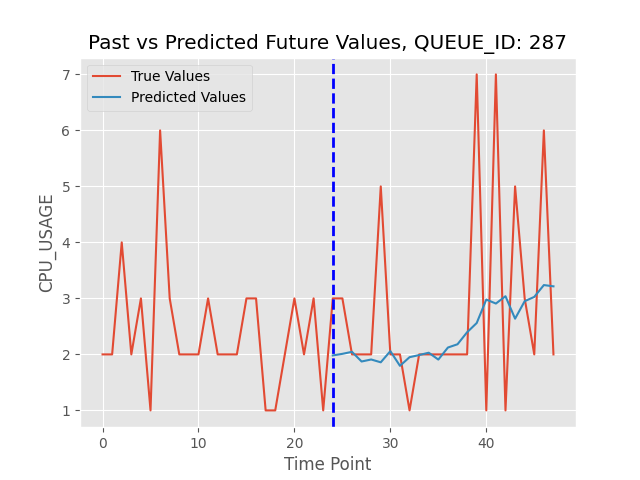 Past vs Predicted Future Values, QUEUE_ID: 287
True Values
Predicted Values
CPU_USAGE
7
6
5
4
3
2
1
0
10
20
30
40
Time Point